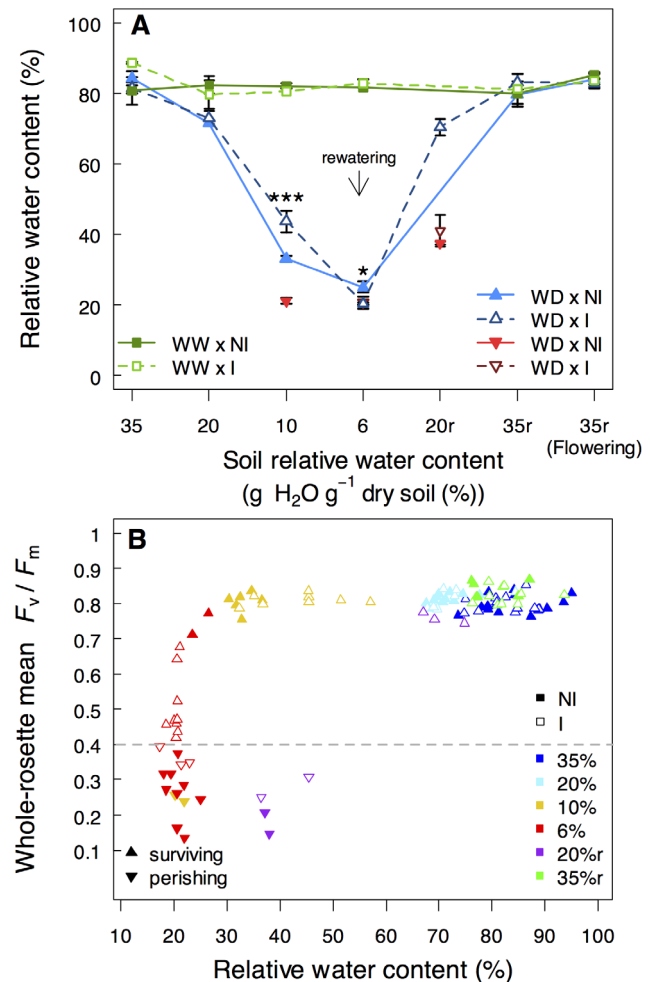 A
Relative water content (%)
100
80
60
40
20
0
rewatering
***
*
WW x NI
WW x I
WD x NI
WD x I
WD x NI
WD x I
35
20
10
6
20r
35r
35r
(Flowering)
Soil relative water content
(g H2O g−1 dry soil (%))
B
Whole-rosette mean Fv / Fm
1
0.9
0.8
0.7
0.6
0.5
0.4
0.3
0.2
0.1
NI
I
35%
20%
10%
6%
20%r
35%r
surviving
perishing
10
20
30
40
50
60
70
80
90
100
Relative water content (%)